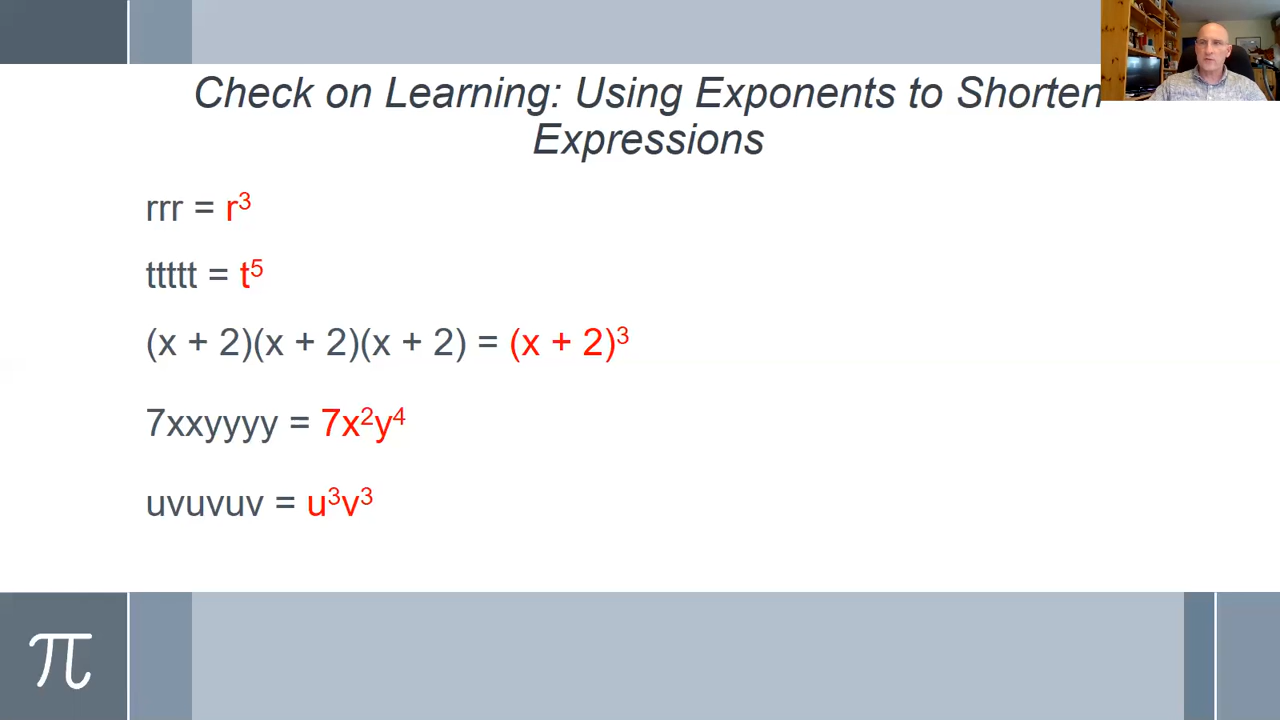 Check on Learning: Using Exponents to Shorten
Expressions
rrr = r³
ttttt = t⁵
(x + 2)(x + 2)(x + 2) = (x + 2)³
7xxyyyy = 7x²y⁴
uvuvuv = u³v³
π